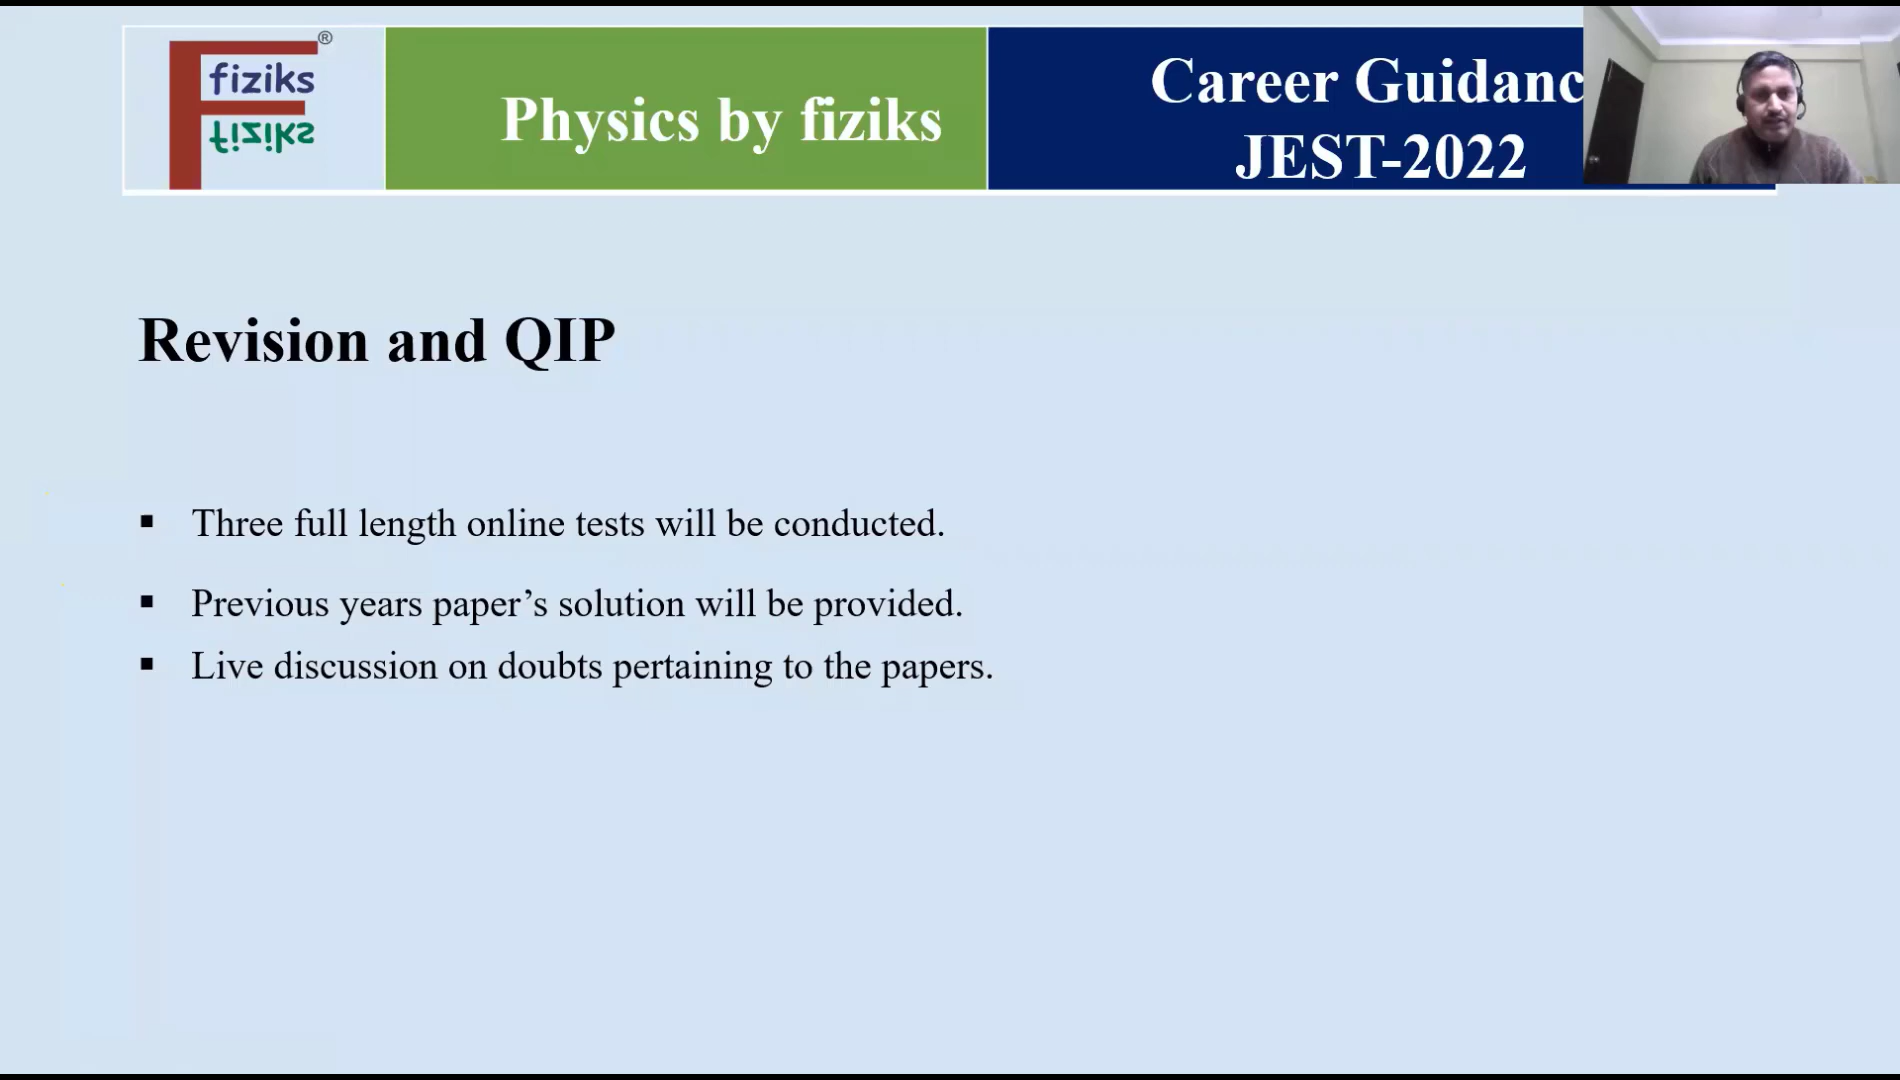 fiziks
fiziks
®
Physics by fiziks
Career Guidanc
JEST-2022
Revision and QIP
▪ Three full length online tests will be conducted.
▪ Previous years paper’s solution will be provided.
▪ Live discussion on doubts pertaining to the papers.